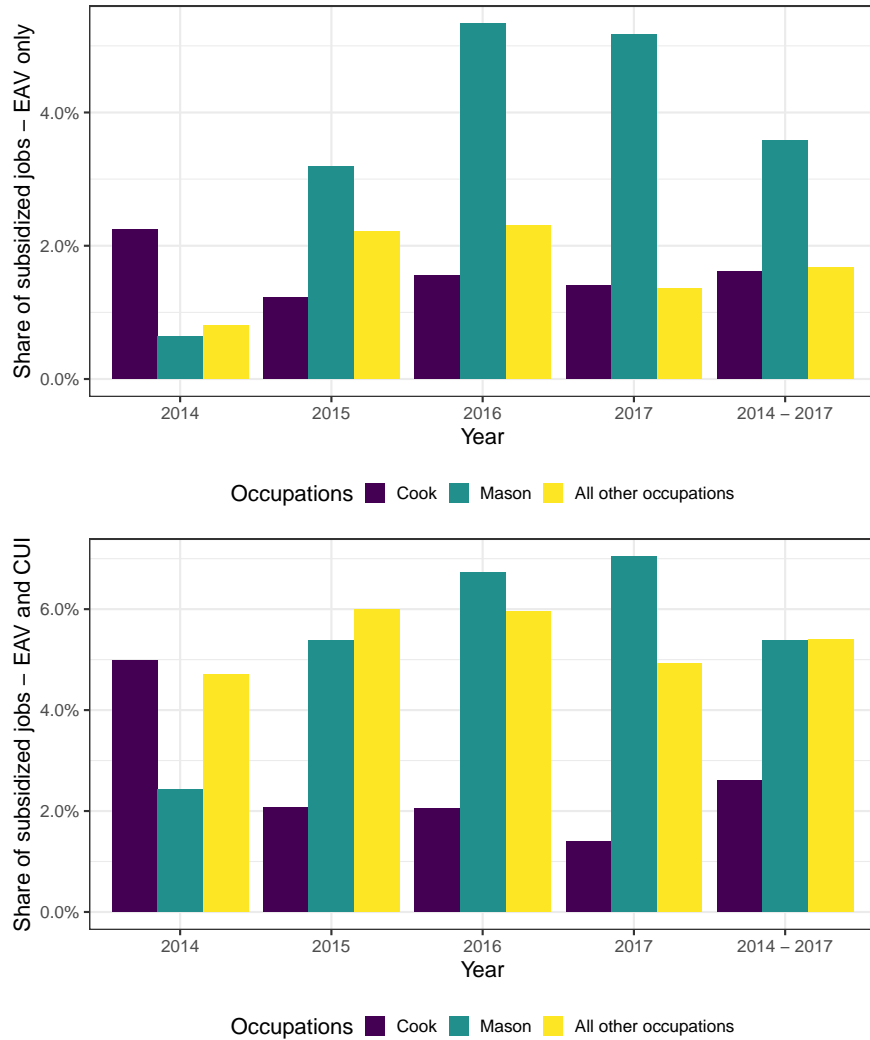 Share of subsidized jobs − EAV only
4.0%
2.0%
0.0%
2014 2015 2016 2017 2014 − 2017
Year
Occupations Cook Mason All other occupations
Share of subsidized jobs − EAV and CUI
6.0%
4.0%
2.0%
0.0%
2014 2015 2016 2017 2014 − 2017
Year
Occupations Cook Mason All other occupations